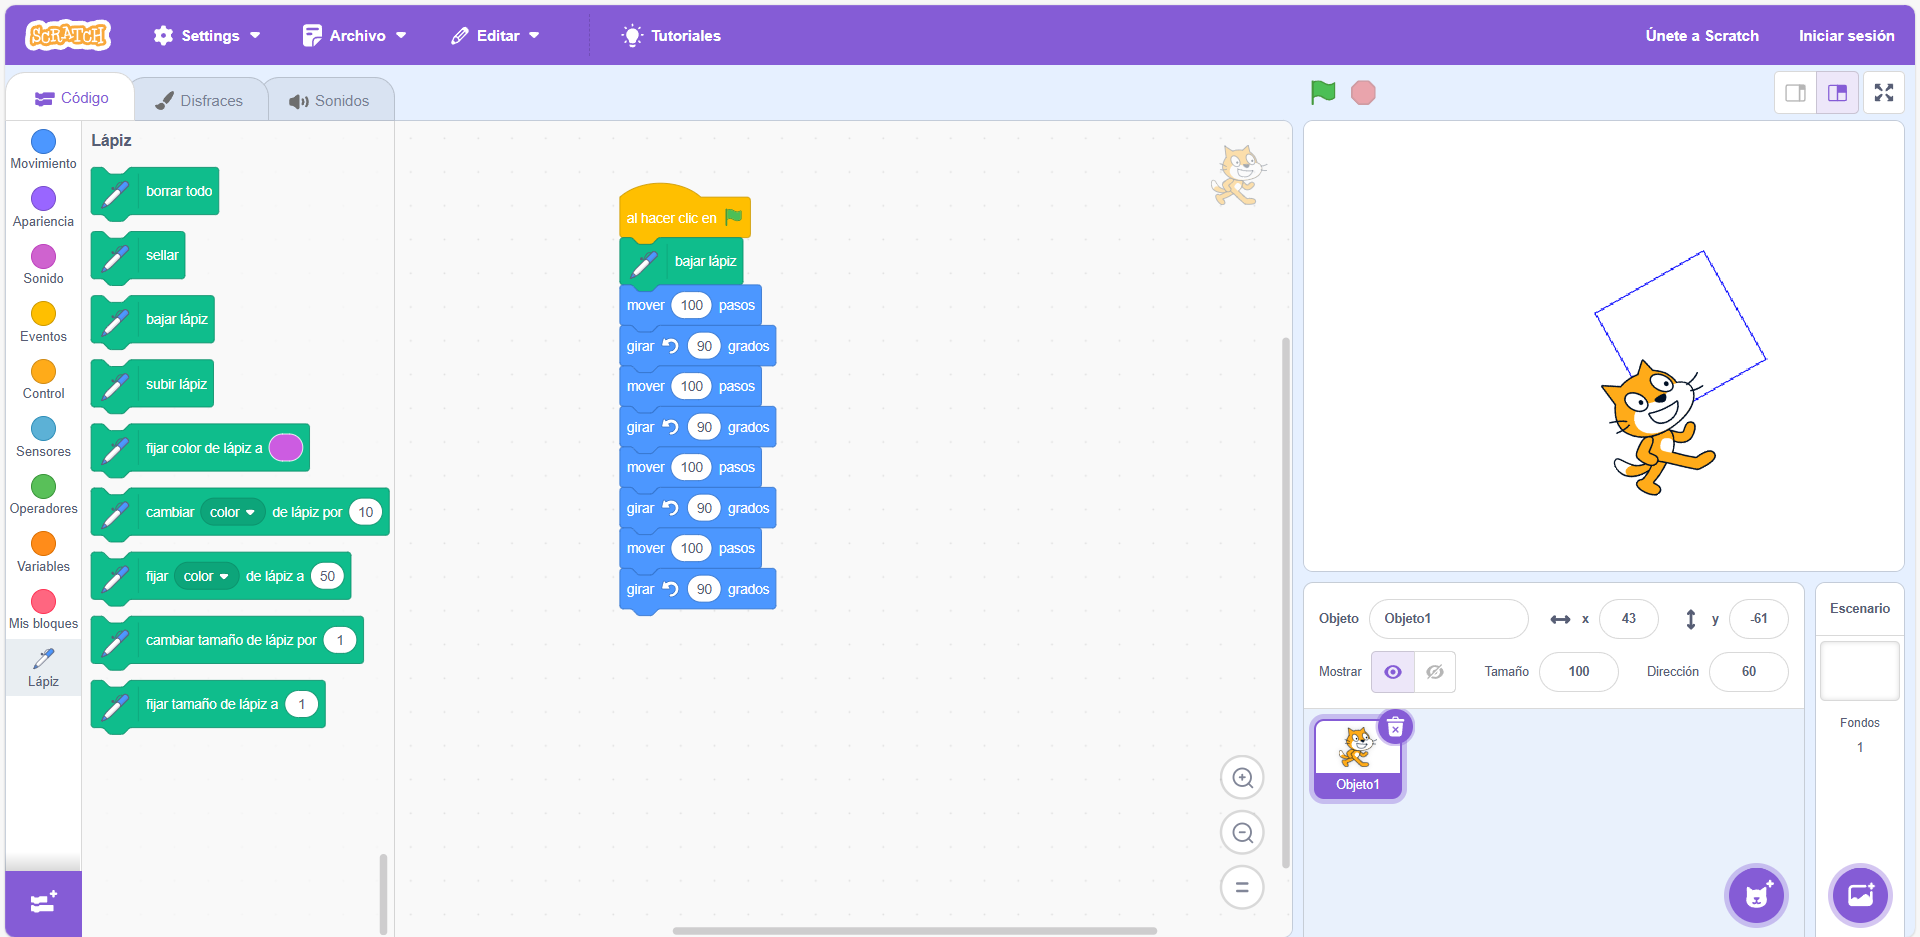 SCRATCH
Settings
Archivo
Editar
Tutoriales
Únete a Scratch
Iniciar sesión
Código
Disfraces
Sonidos
Movimiento
Apariencia
Sonido
Eventos
Control
Sensores
Operadores
Variables
Mis bloques
Lápiz
Lápiz
borrar todo
sellar
bajar lápiz
subir lápiz
fijar color de lápiz a
cambiar color de lápiz por 10
fijar color de lápiz a 50
cambiar tamaño de lápiz por 1
fijar tamaño de lápiz a 1
al hacer clic en
bajar lápiz
mover 100 pasos
girar 90 grados
mover 100 pasos
girar 90 grados
mover 100 pasos
girar 90 grados
mover 100 pasos
girar 90 grados
Objeto Objeto1 x 43 y -61
Mostrar Tamaño 100 Dirección 60
Objeto1
Escenario
Fondos
1